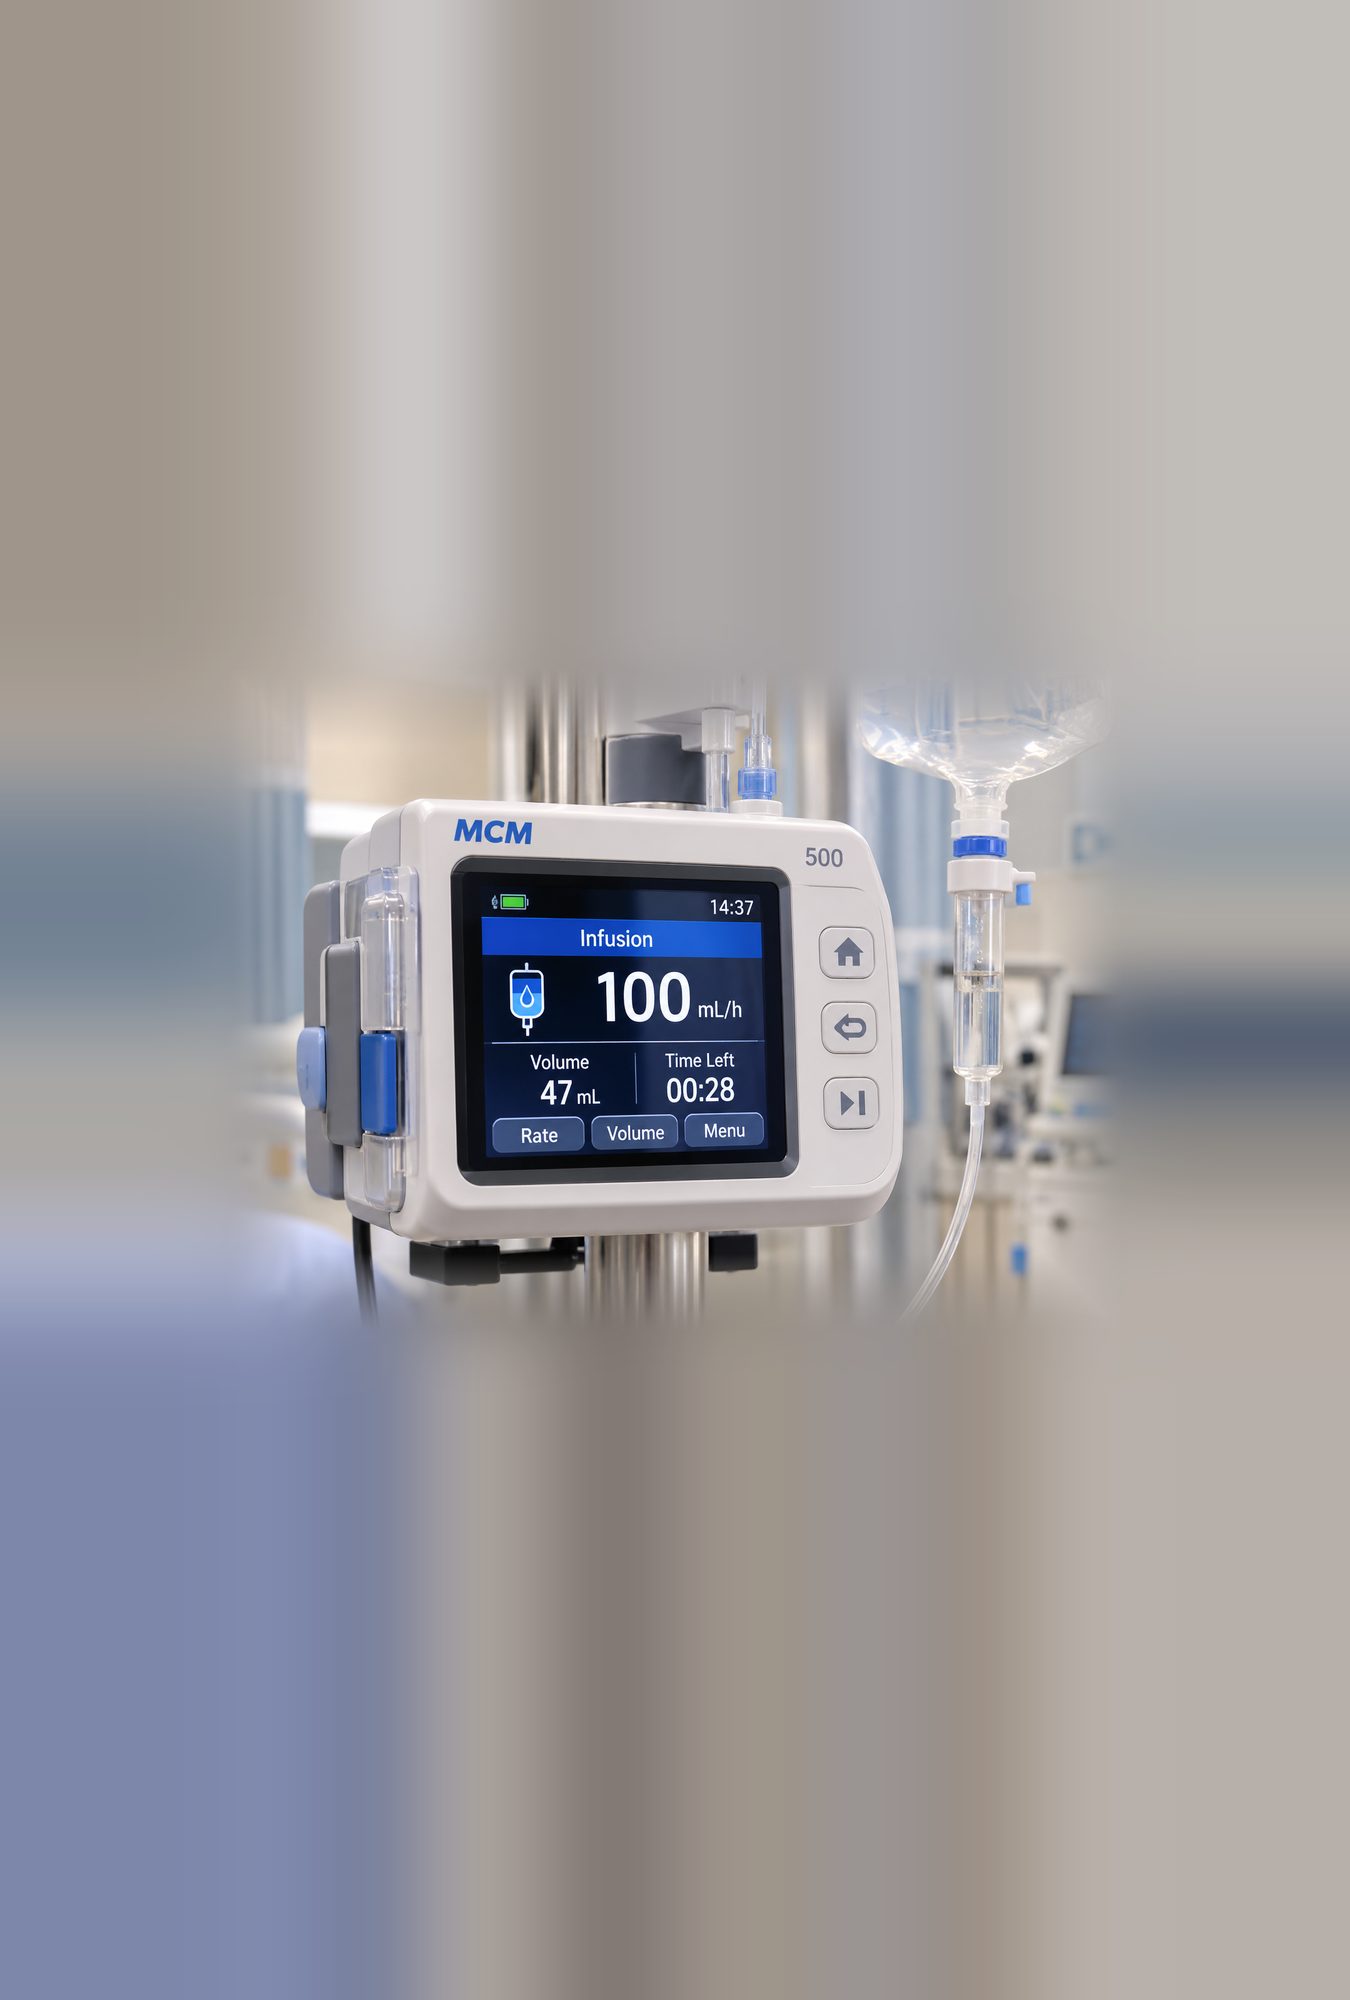 MCM
500
14:37
Infusion
100 mL/h
Volume Time Left
47 mL 00:28
Rate Volume Menu